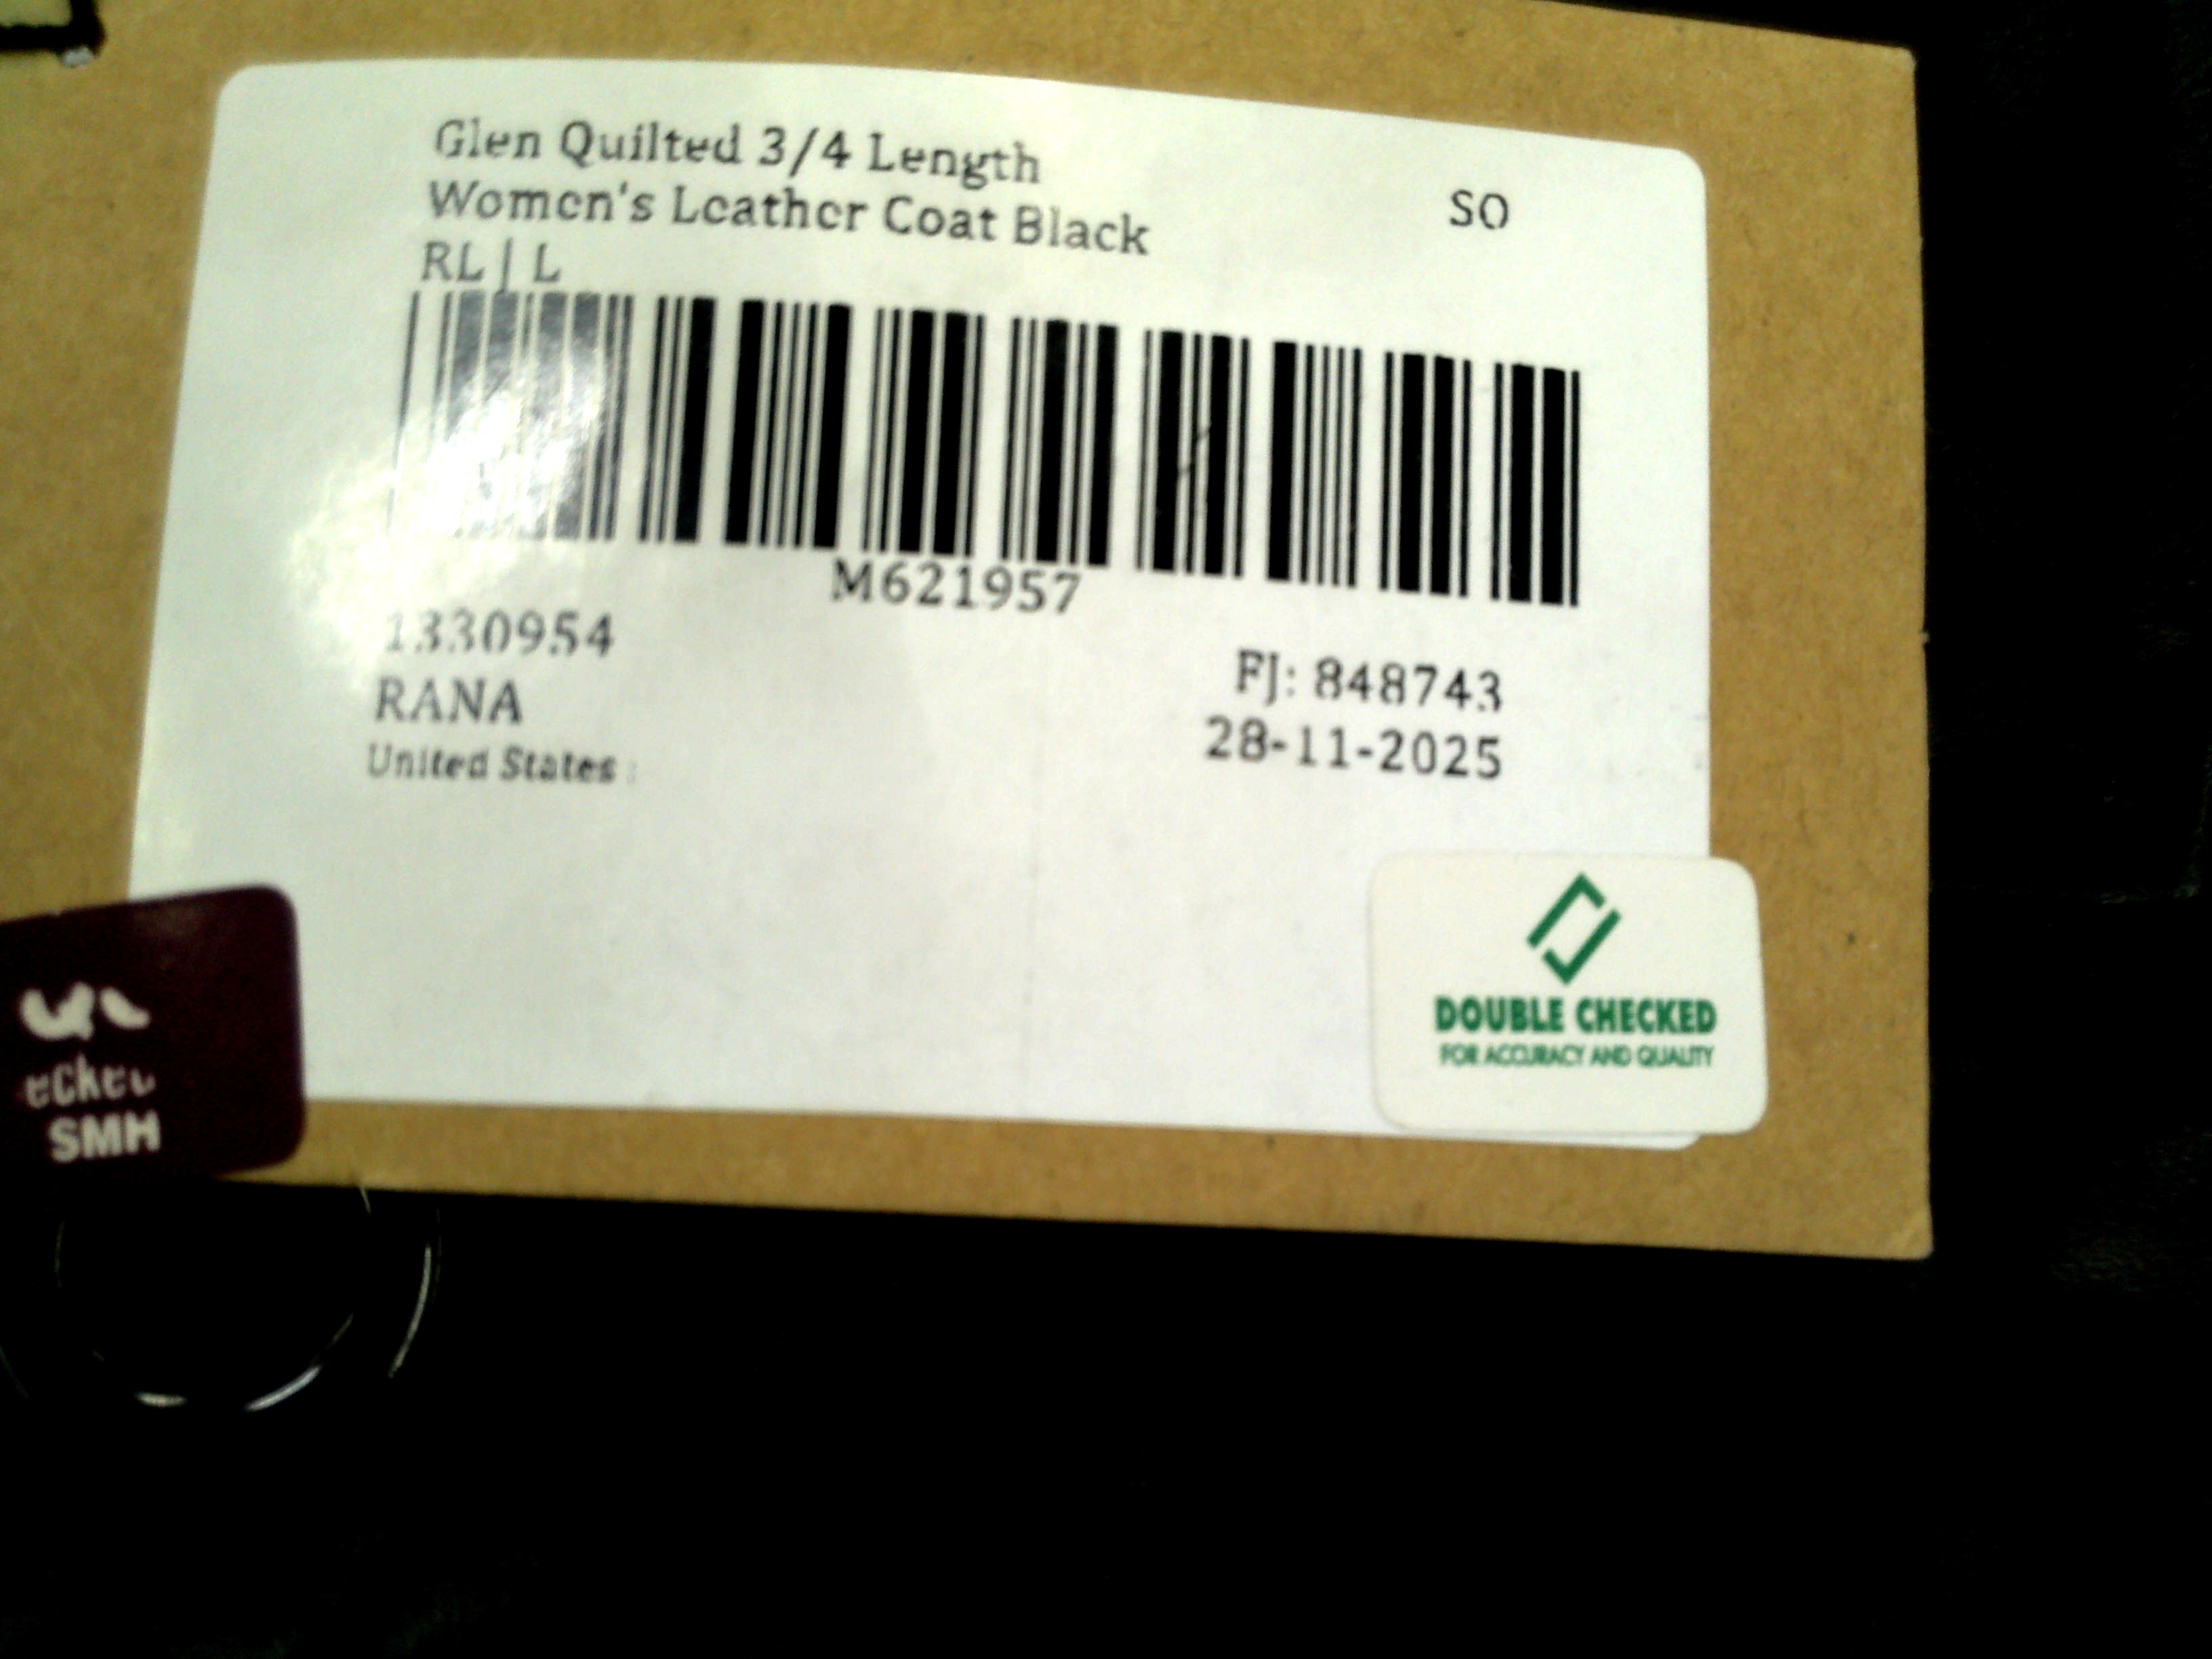 Glen Quilted 3/4 Length
Women's Leather Coat Black
SO
RL | L
M621957
1330954
RANA
United States
FJ: 848743
28-11-2025
DOUBLE CHECKED
FOR ACCURACY AND QUALITY
SMH